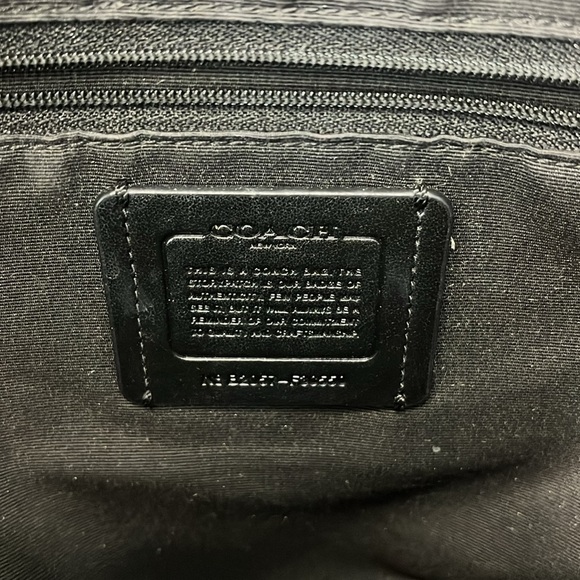 COACH
NEW YORK
THIS IS A COACH BAG. THE
STORYPATCH IS OUR BADGE OF
AUTHENTICITY. FEW PEOPLE MAY
SEE IT, BUT IT WILL ALWAYS BE A
REMINDER OF OUR COMMITMENT
TO QUALITY AND CRAFTSMANSHIP.